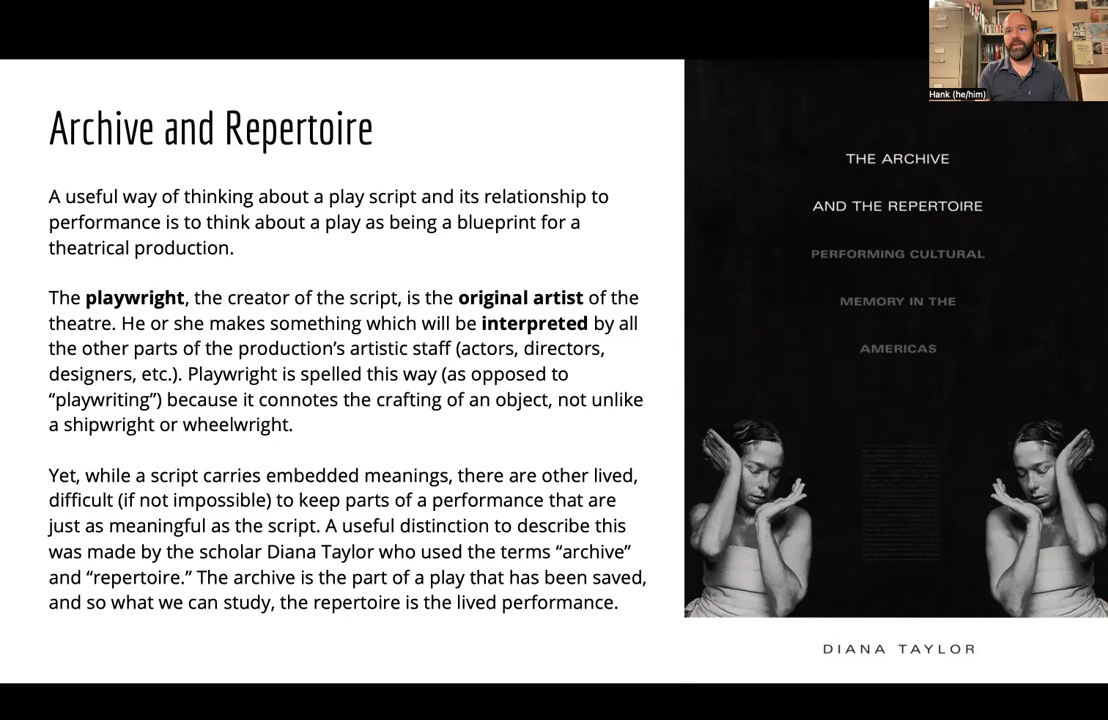 Hank (he/him)
Archive and Repertoire
A useful way of thinking about a play script and its relationship to
performance is to think about a play as being a blueprint for a
theatrical production.
The playwright, the creator of the script, is the original artist of the
theatre. He or she makes something which will be interpreted by all
the other parts of the production’s artistic staff (actors, directors,
designers, etc.). Playwright is spelled this way (as opposed to
“playwriting”) because it connotes the crafting of an object, not unlike
a shipwright or wheelwright.
Yet, while a script carries embedded meanings, there are other lived,
difficult (if not impossible) to keep parts of a performance that are
just as meaningful as the script. A useful distinction to describe this
was made by the scholar Diana Taylor who used the terms “archive”
and “repertoire.” The archive is the part of a play that has been saved,
and so what we can study, the repertoire is the lived performance.
THE ARCHIVE
AND THE REPERTOIRE
PERFORMING CULTURAL
MEMORY IN THE
AMERICAS
DIANA TAYLOR